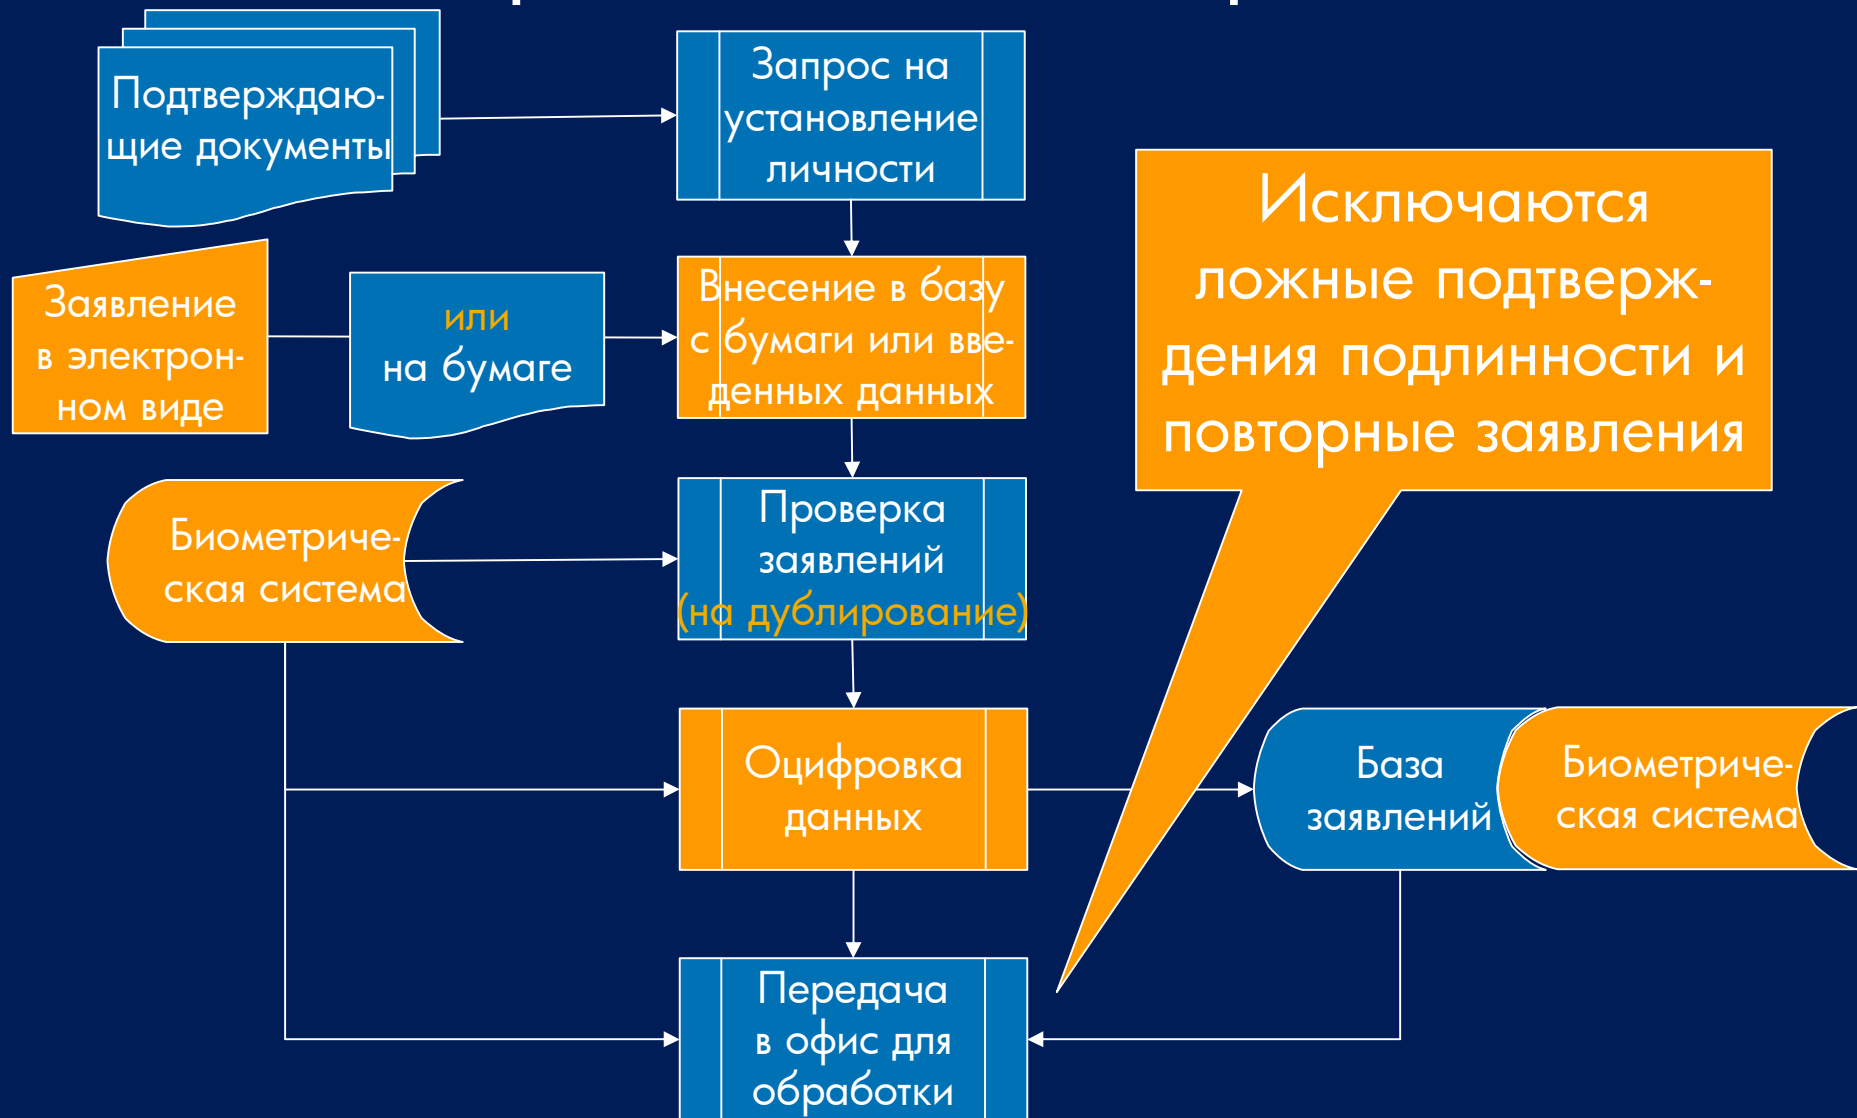 Подтверждаю-
щие документы
Запрос на
установление
личности
Исключаются
ложные подтверж-
дения подлинности и
повторные заявления
Заявление
в электрон-
ном виде
или
на бумаге
Внесение в базу
с бумаги или вве-
денных данных
Биометриче-
ская система
Проверка
заявлений
(на дублирование)
Оцифровка
данных
База
заявлений
Биометриче-
ская система
Передача
в офис для
обработки